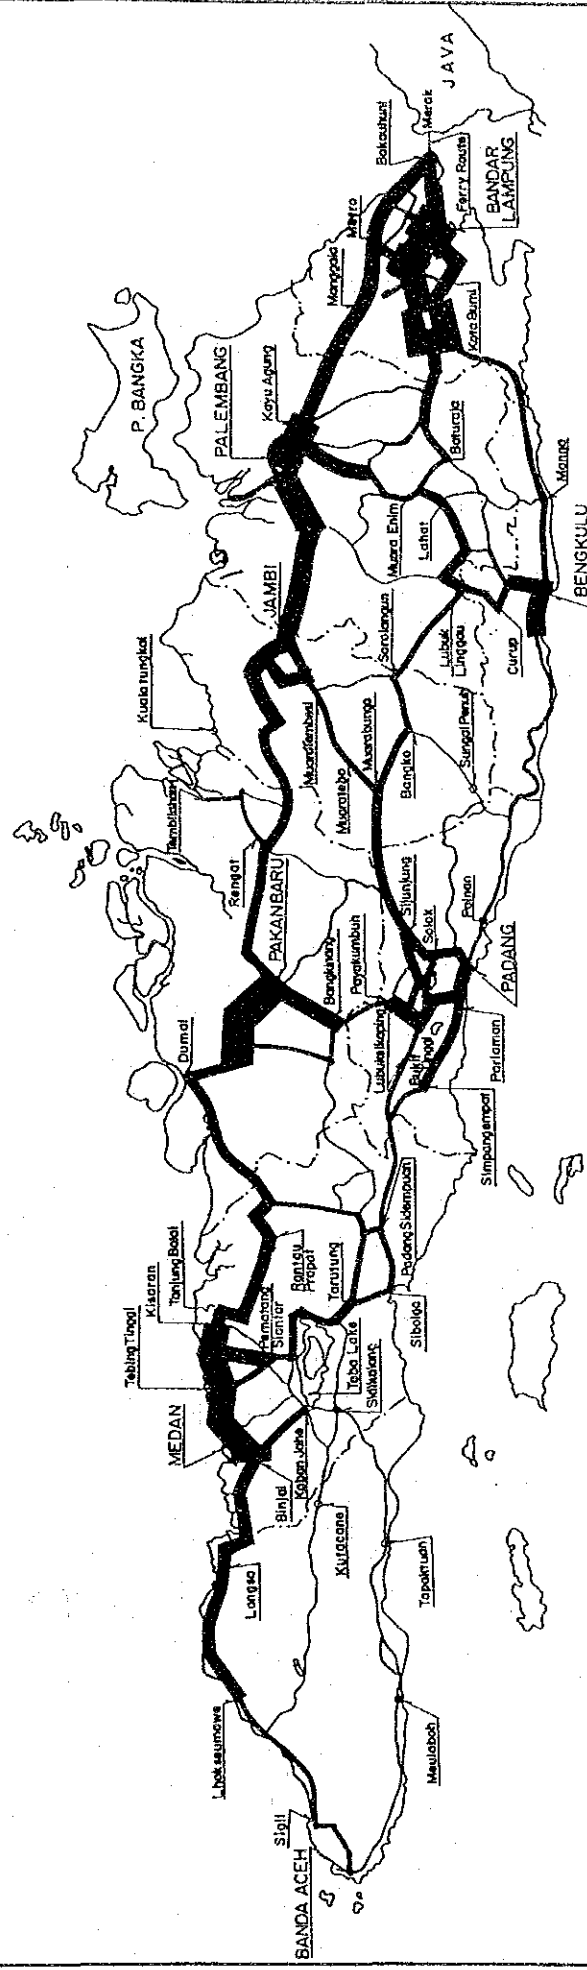 JAVA
Bakauhuni
Merak
Ferry Route
BANDAR
LAMPUNG
Metro
Manggala
Kota Bumi
P. BANGKA
PALEMBANG
Kayu Agung
Baturaja
Manna
BENGKULU
Muara Enim
Lahat
JAMBI
Sarolangun
Lubuk
Linggau
Curup
Kuala Tungkal
Muaratembesi
Muarabungo
Muaratebo
Bangko
Sungai Penuh
Tembilahan
Rengat
PAKANBARU
Sijunjung
Solok
Painan
PADANG
Bangkinang
Payakumbuh
Lubuksikaping
Bukit
Tinggi
Pariaman
Dumai
Simpangempat
Padang Sidempuan
Rantau
Prapat
Tarutung
Sibolga
Tanjung Balai
Kisaran
Tebing Tinggi
Pematang
Siantar
Toba Lake
Sidikalang
MEDAN
Kaban Jahe
Binjai
Kutacane
Tapaktuan
Langsa
Lhokseumawe
Meulaboh
Sigli
BANDA ACEH